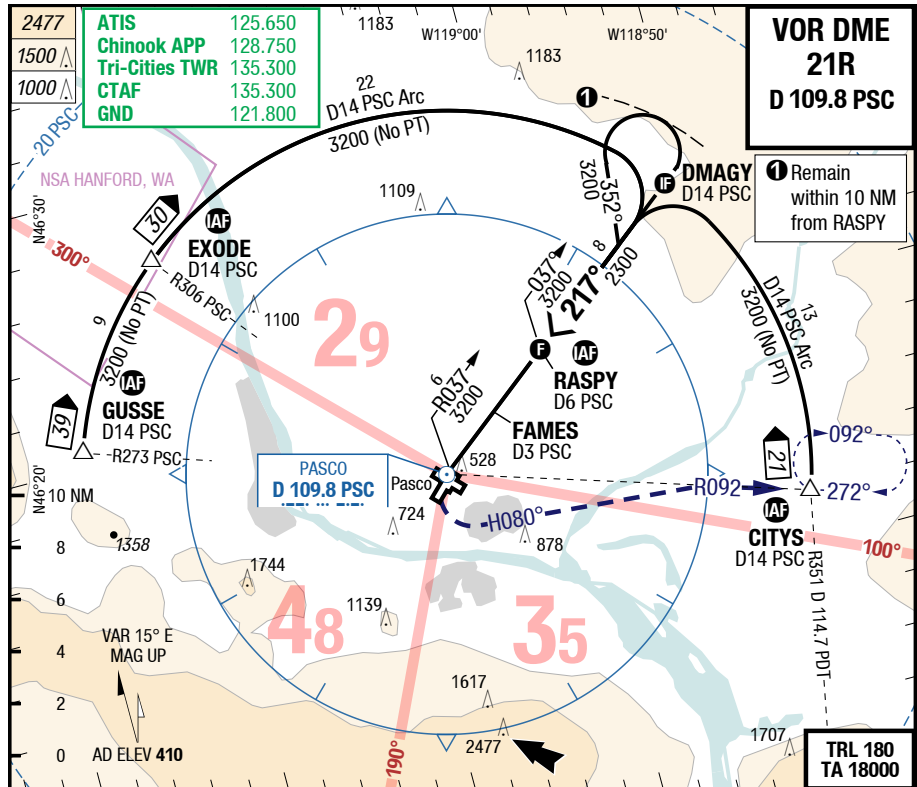 2477
1500
1000
ATIS 125.650
Chinook APP 128.750
Tri-Cities TWR 135.300
CTAF 135.300
GND 121.800
1183
W119°00'
W118°50'
1183
VOR DME
21R
D 109.8 PSC
1 Remain
within 10 NM
from RASPY
20 PSC
NSA HANFORD, WA
N46°30'
22
D14 PSC Arc
3200 (No PT)
1
352°
3200
IF DMAGY
D14 PSC
1109
30
IAF
EXODE
D14 PSC
R306 PSC
300°
9
3200 (No PT)
1100
29
037°
3200
217°
8
2300
13
D14 PSC Arc
3200 (No PT)
F
IAF
RASPY
D6 PSC
39
IAF
GUSSE
D14 PSC
R273 PSC
6
R037
3200
FAMES
D3 PSC
528
PASCO
D 109.8 PSC
Pasco
21
092°
272°
R092
H080°
IAF
CITYS
D14 PSC
100°
N46°20'
10 NM
8
6
4
2
0
1358
724
878
1744
48
1139
35
R351 D 114.7 PDT
VAR 15° E
MAG UP
AD ELEV 410
190°
1617
2477
1707
TRL 180
TA 18000